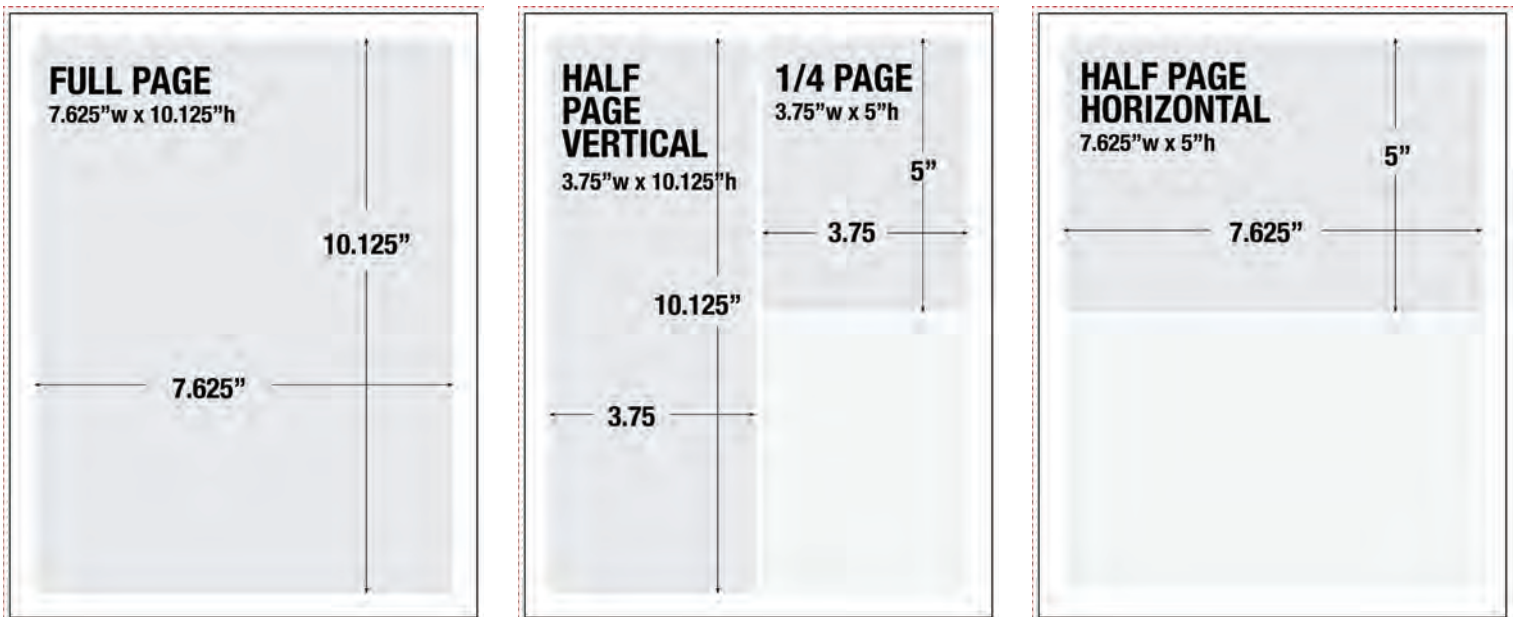 FULL PAGE
7.625”w x 10.125”h
10.125”
7.625”
HALF
PAGE
VERTICAL
3.75”w x 10.125”h
10.125”
3.75
1/4 PAGE
3.75”w x 5”h
5”
3.75
HALF PAGE
HORIZONTAL
7.625”w x 5”h
5”
7.625”